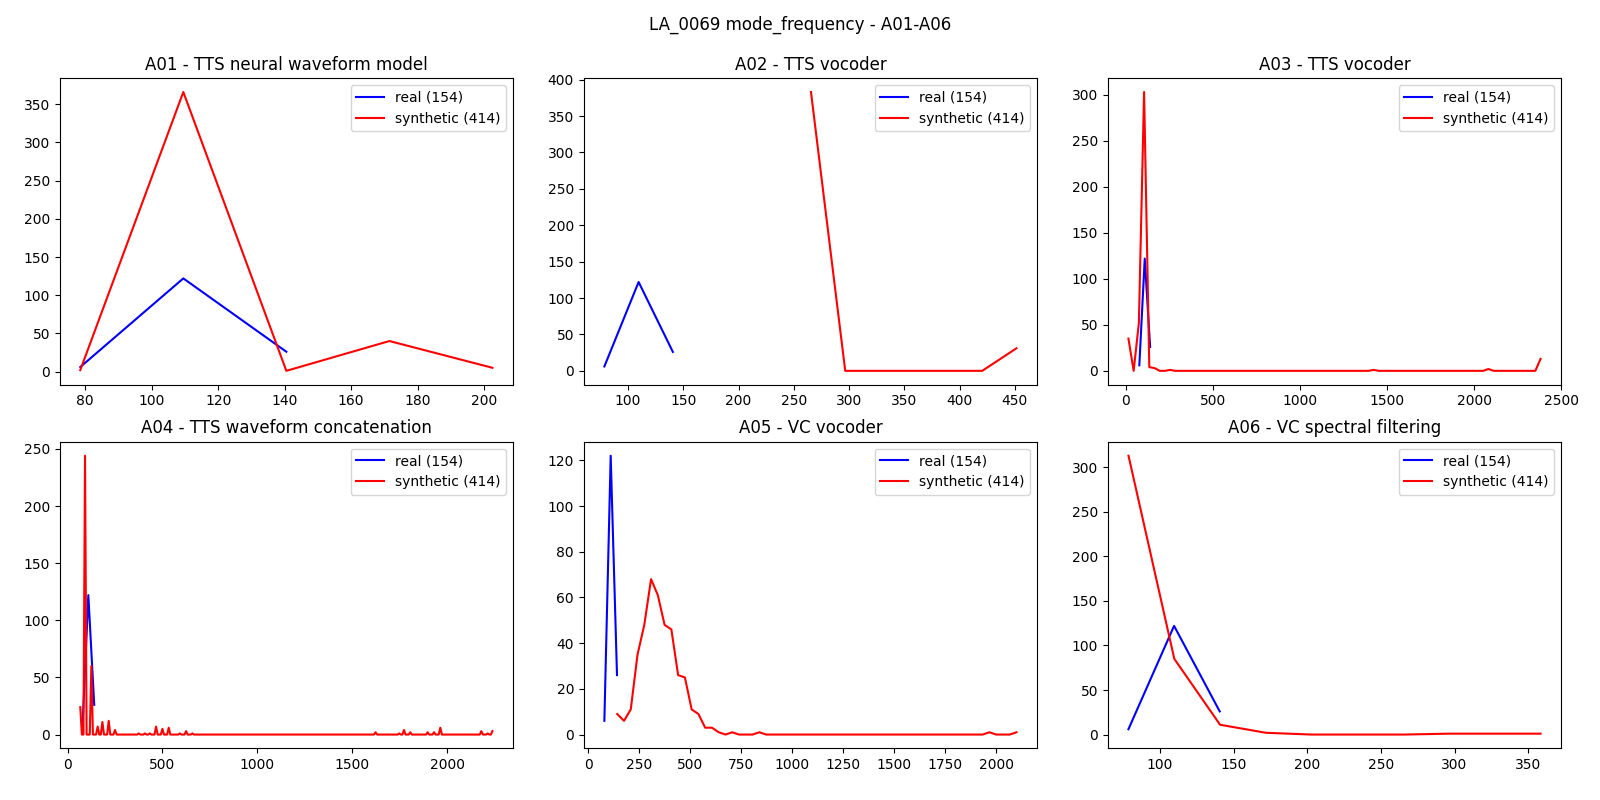 LA_0069 mode_frequency - A01-A06
A01 - TTS neural waveform model
real (154)
synthetic (414)
350
300
250
200
150
100
50
0
80 100 120 140 160 180 200
A02 - TTS vocoder
real (154)
synthetic (414)
400
350
300
250
200
150
100
50
0
100 150 200 250 300 350 400 450
A03 - TTS vocoder
real (154)
synthetic (414)
300
250
200
150
100
50
0
0 500 1000 1500 2000 2500
A04 - TTS waveform concatenation
real (154)
synthetic (414)
250
200
150
100
50
0
0 500 1000 1500 2000
A05 - VC vocoder
real (154)
synthetic (414)
120
100
80
60
40
20
0
0 250 500 750 1000 1250 1500 1750 2000
A06 - VC spectral filtering
real (154)
synthetic (414)
300
250
200
150
100
50
0
100 150 200 250 300 350